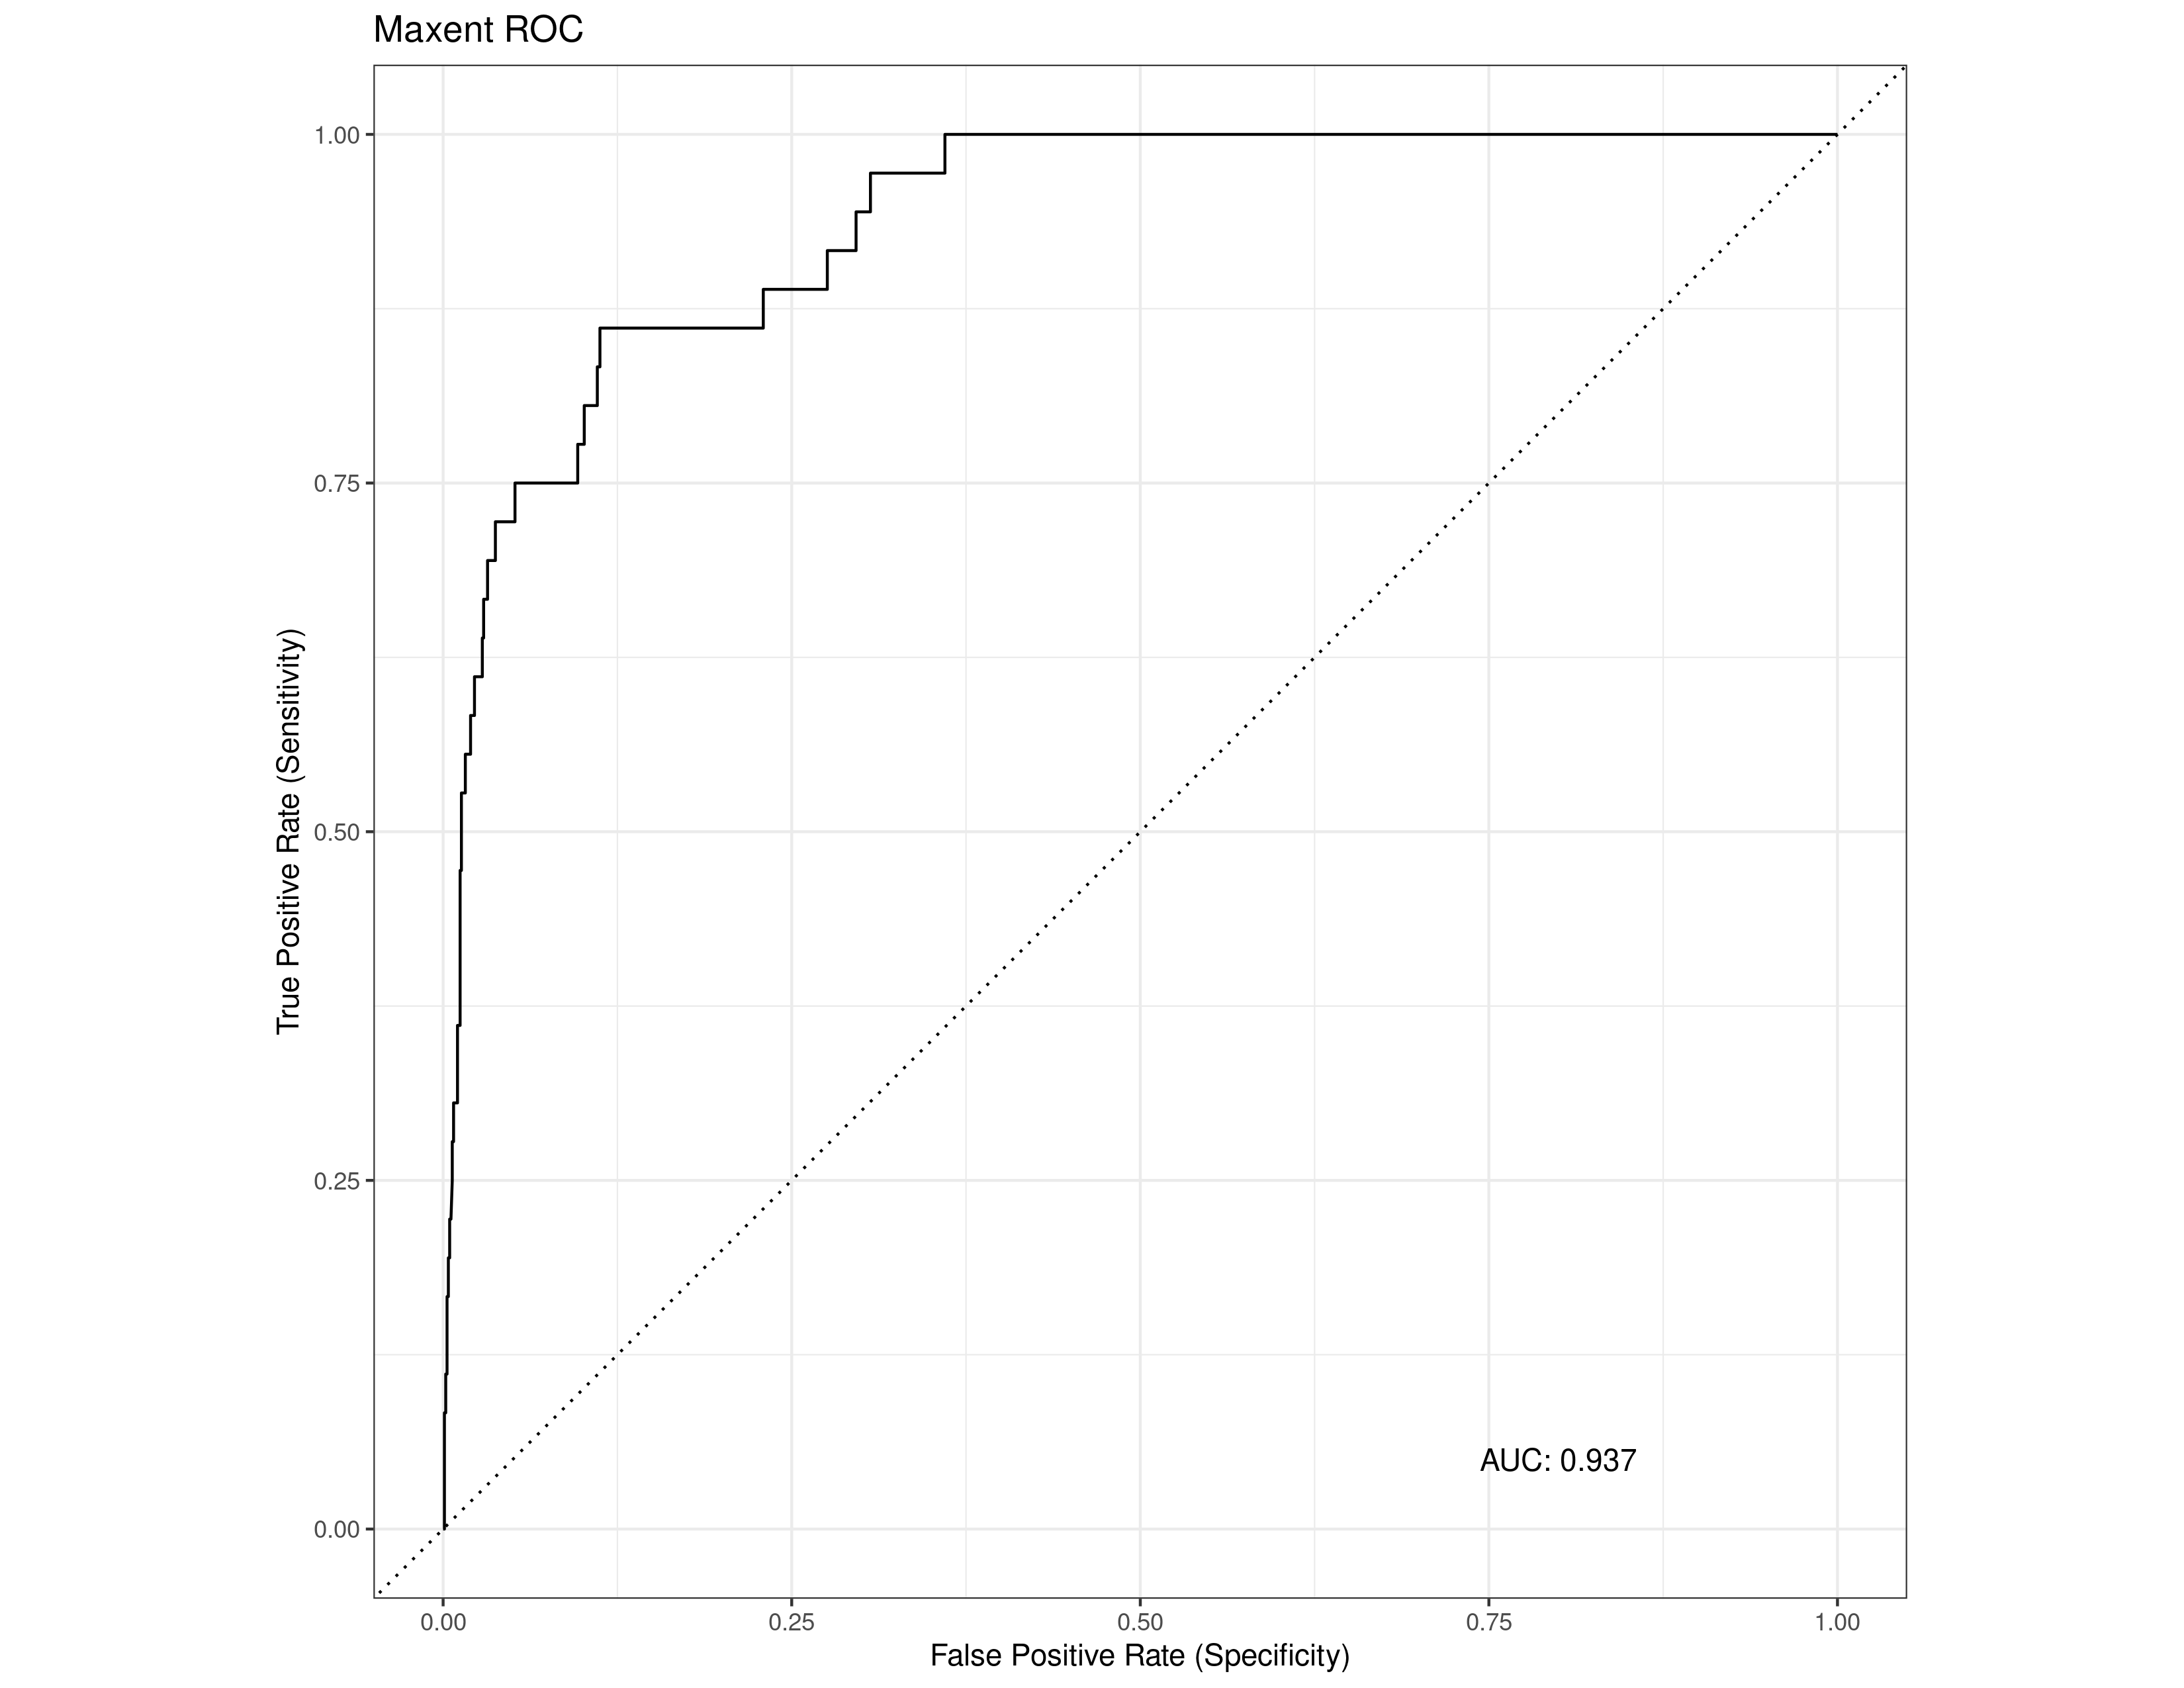 Maxent ROC
True Positive Rate (Sensitivity)
1.00
0.75
0.50
0.25
0.00
AUC: 0.937
0.00 0.25 0.50 0.75 1.00
False Positive Rate (Specificity)